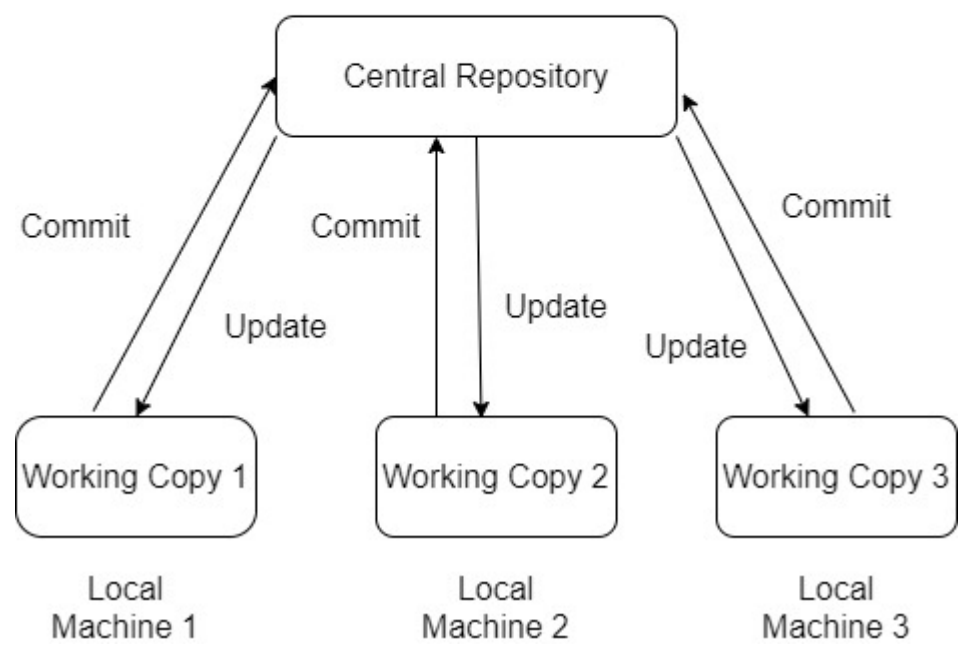 Central Repository
Commit
Commit
Commit
Update
Update
Update
Working Copy 1
Working Copy 2
Working Copy 3
Local
Machine 1
Local
Machine 2
Local
Machine 3